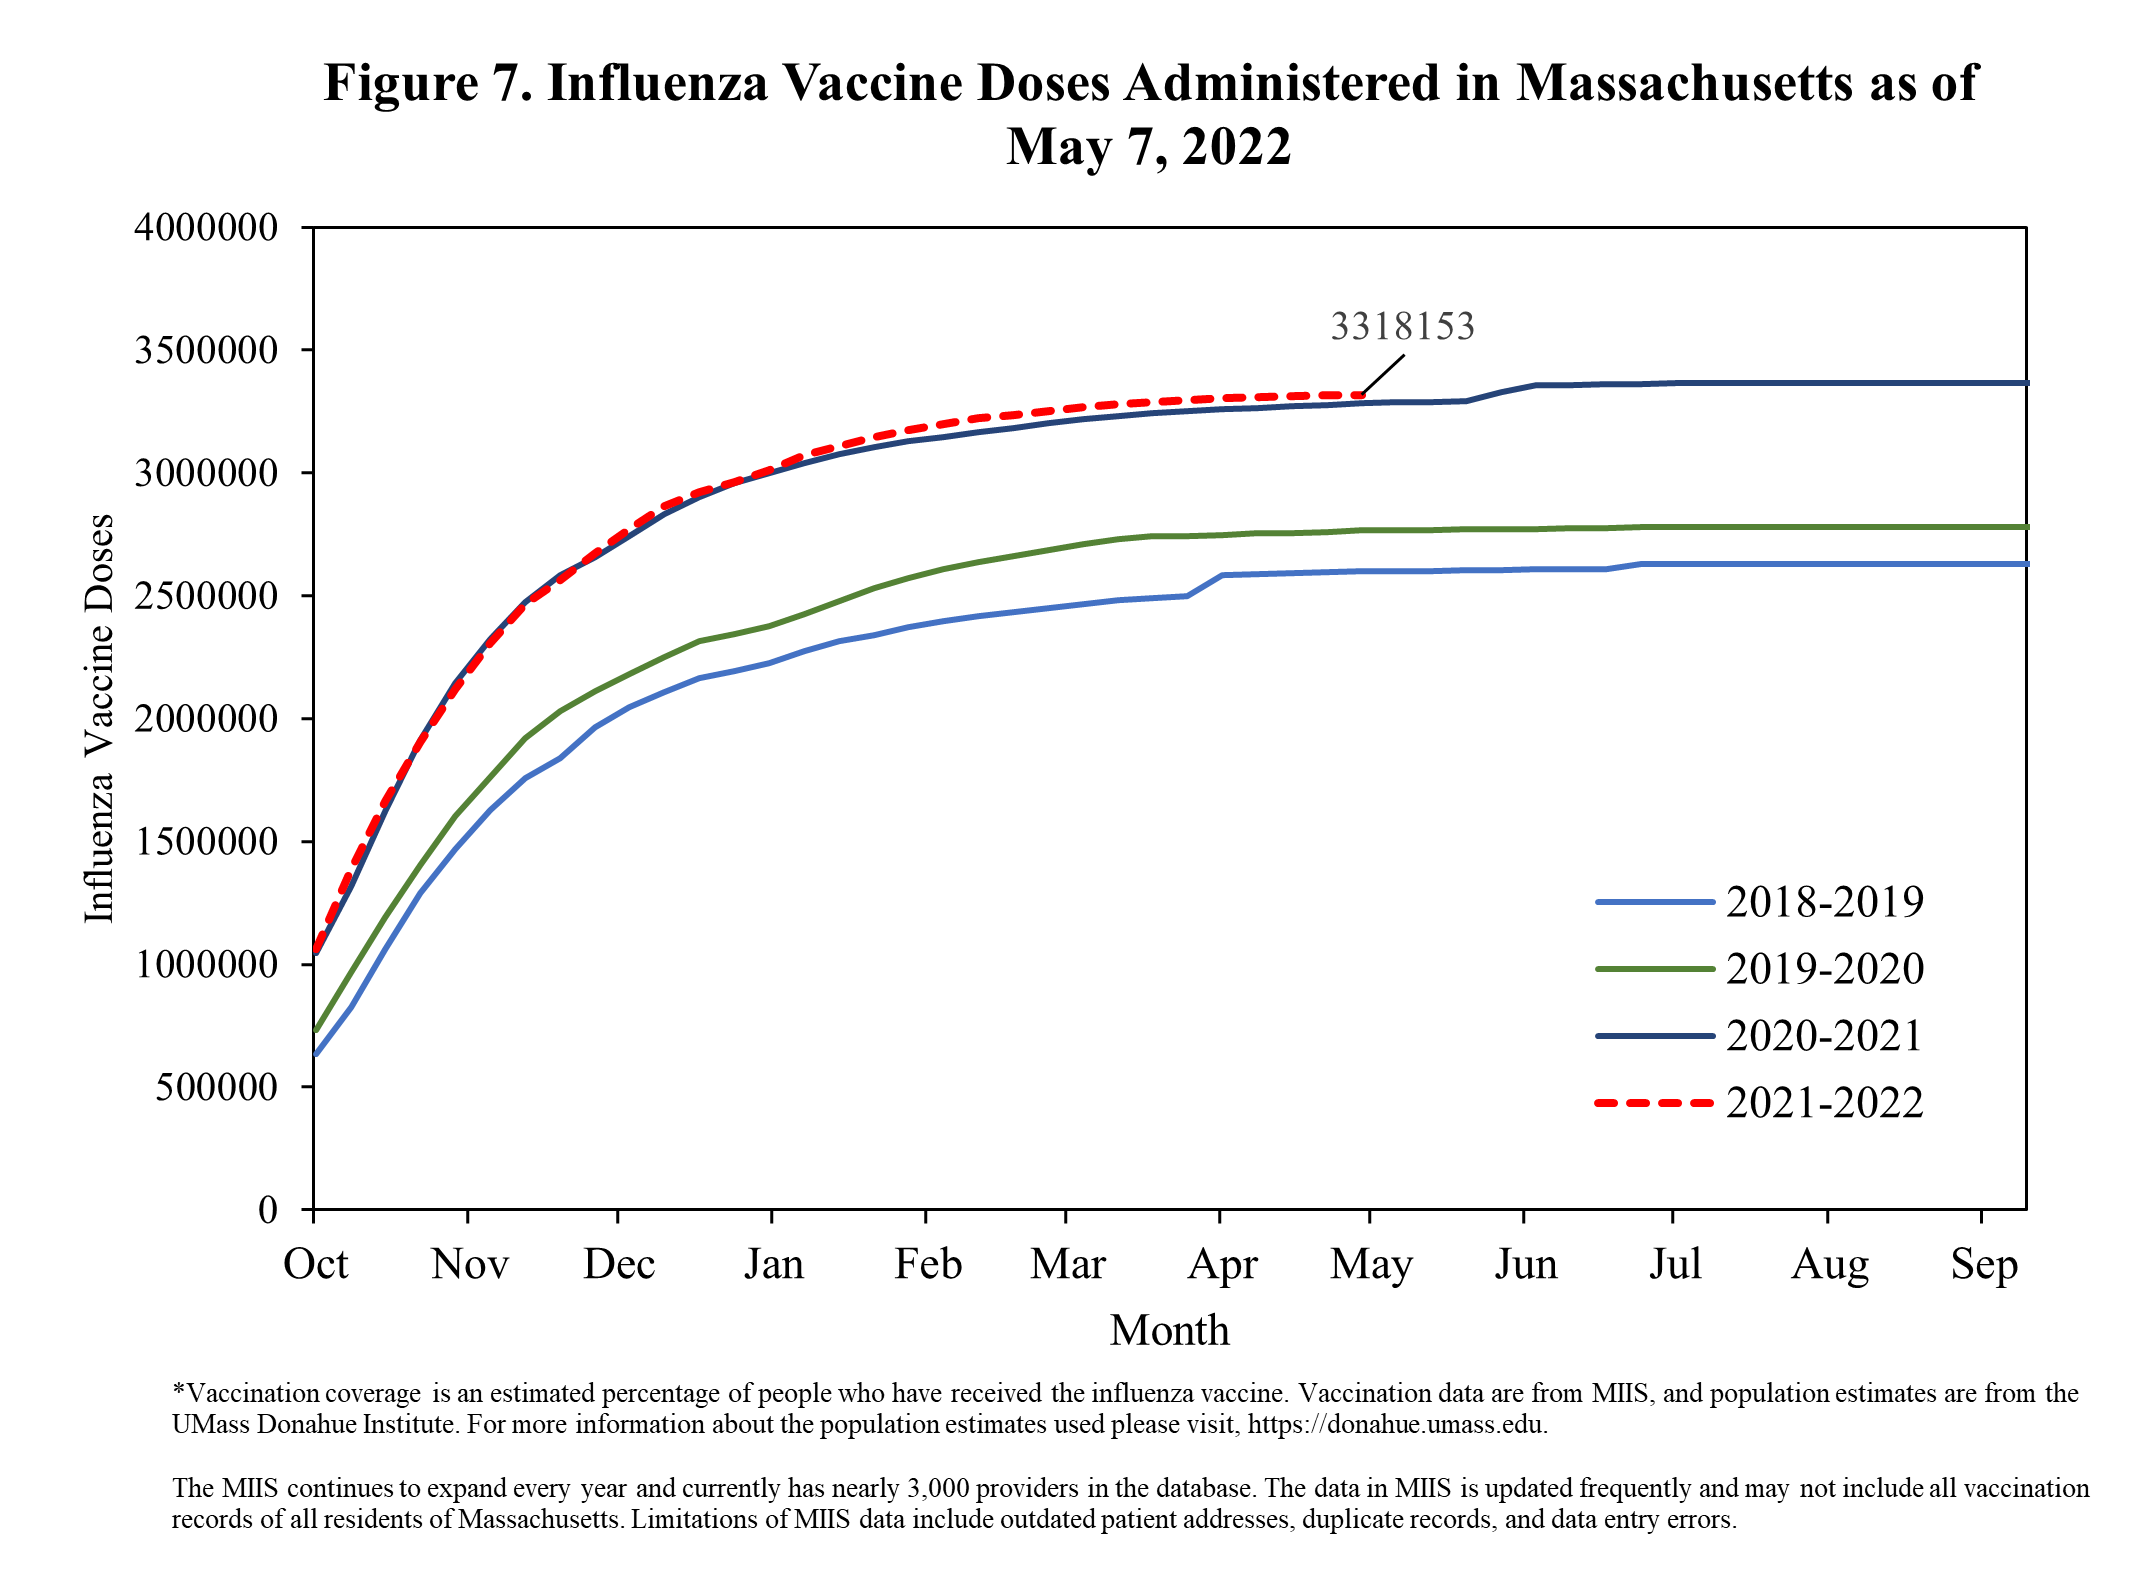 Figure 7. Influenza Vaccine Doses Administered in Massachusetts as of
May 7, 2022
4000000
3500000
3000000
2500000
2000000
1500000
1000000
500000
0
Influenza Vaccine Doses
3318153
2018-2019
2019-2020
2020-2021
2021-2022
Oct Nov Dec Jan Feb Mar Apr May Jun Jul Aug Sep
Month
*Vaccination coverage is an estimated percentage of people who have received the influenza vaccine. Vaccination data are from MIIS, and population estimates are from the
UMass Donahue Institute. For more information about the population estimates used please visit, https://donahue.umass.edu.
The MIIS continues to expand every year and currently has nearly 3,000 providers in the database. The data in MIIS is updated frequently and may not include all vaccination
records of all residents of Massachusetts. Limitations of MIIS data include outdated patient addresses, duplicate records, and data entry errors.